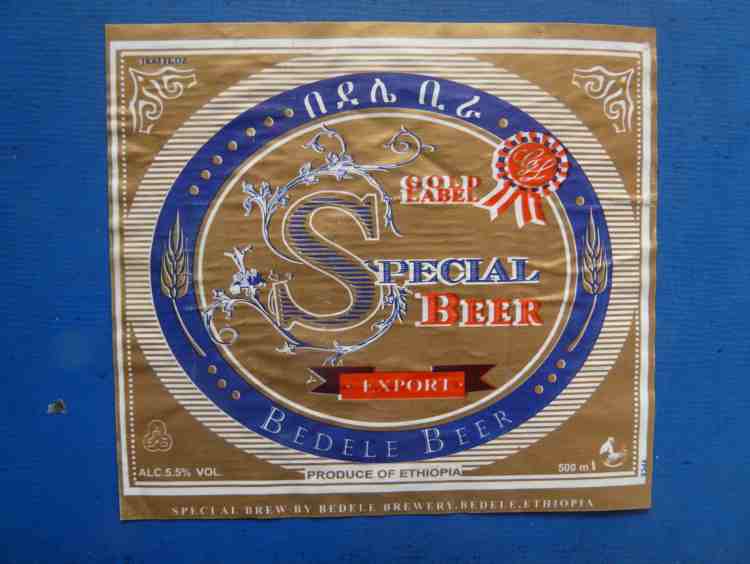 በደሌ ቢራ
GOLD
LABEL
SPECIAL
BEER
EXPORT
BEDELE BEER
ALC.5.5% VOL.
PRODUCE OF ETHIOPIA
500 ml
SPECIAL BREW BY BEDELE BREWERY, BEDELE, ETHIOPIA